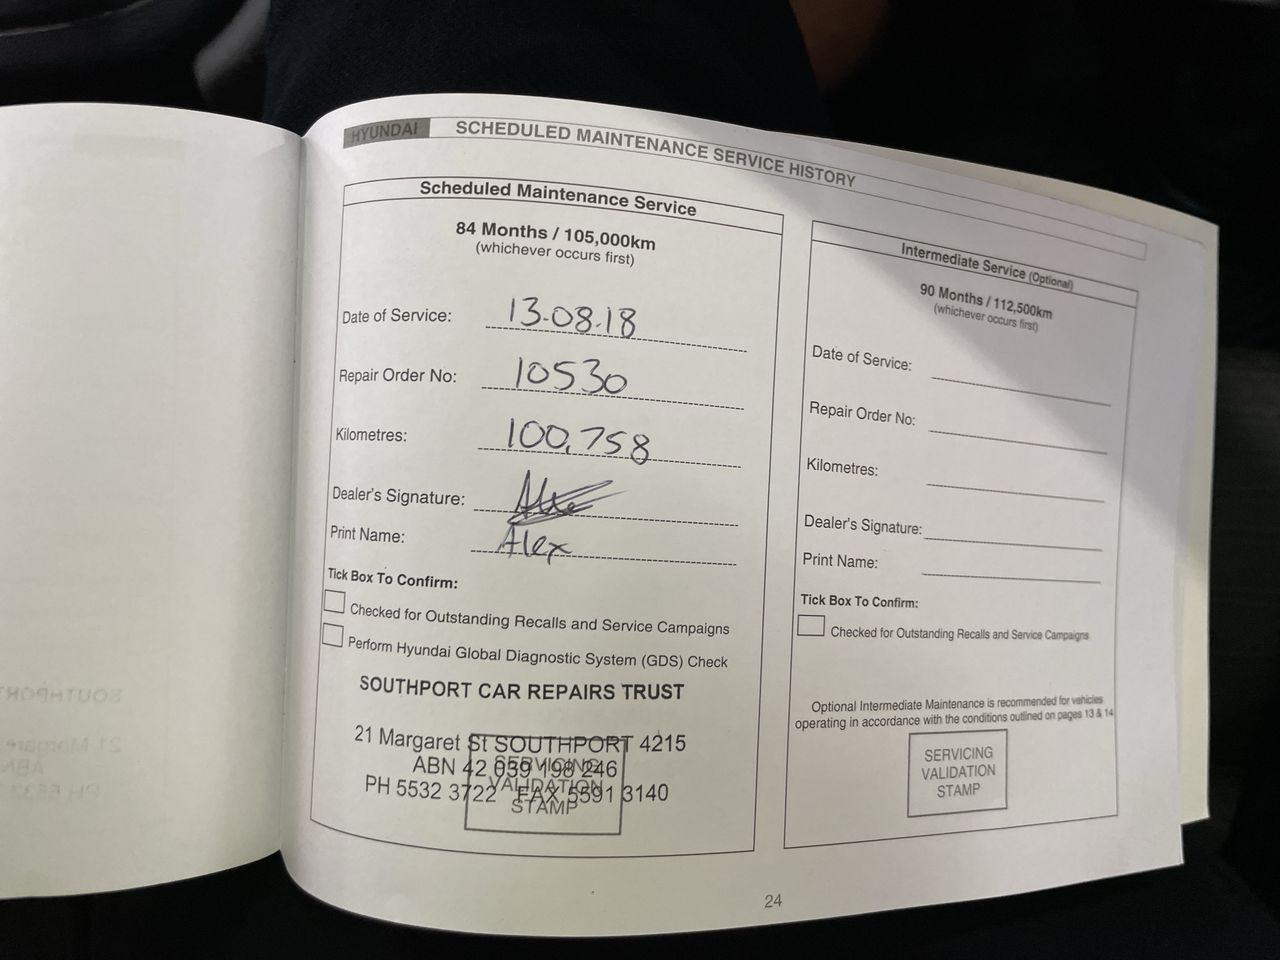 HYUNDAI
SCHEDULED MAINTENANCE SERVICE HISTORY
Scheduled Maintenance Service
84 Months / 105,000km
(whichever occurs first)
Date of Service: 13.08.18
Repair Order No: 10530
Kilometres: 100,758
Dealer's Signature: Alex
Print Name: Alex
Tick Box To Confirm:
Checked for Outstanding Recalls and Service Campaigns
Perform Hyundai Global Diagnostic System (GDS) Check
SOUTHPORT CAR REPAIRS TRUST
21 Margaret St SOUTHPORT 4215
ABN 42 659 198 246
PH 5532 3722 FAX 5591 3140
SERVICING
VALIDATION
STAMP
Intermediate Service (Optional)
90 Months / 112,500km
(whichever occurs first)
Date of Service:
Repair Order No:
Kilometres:
Dealer's Signature:
Print Name:
Tick Box To Confirm:
Checked for Outstanding Recalls and Service Campaigns
Optional Intermediate Maintenance is recommended for vehicles
operating in accordance with the conditions outlined on pages 13 & 14
SERVICING
VALIDATION
STAMP
24